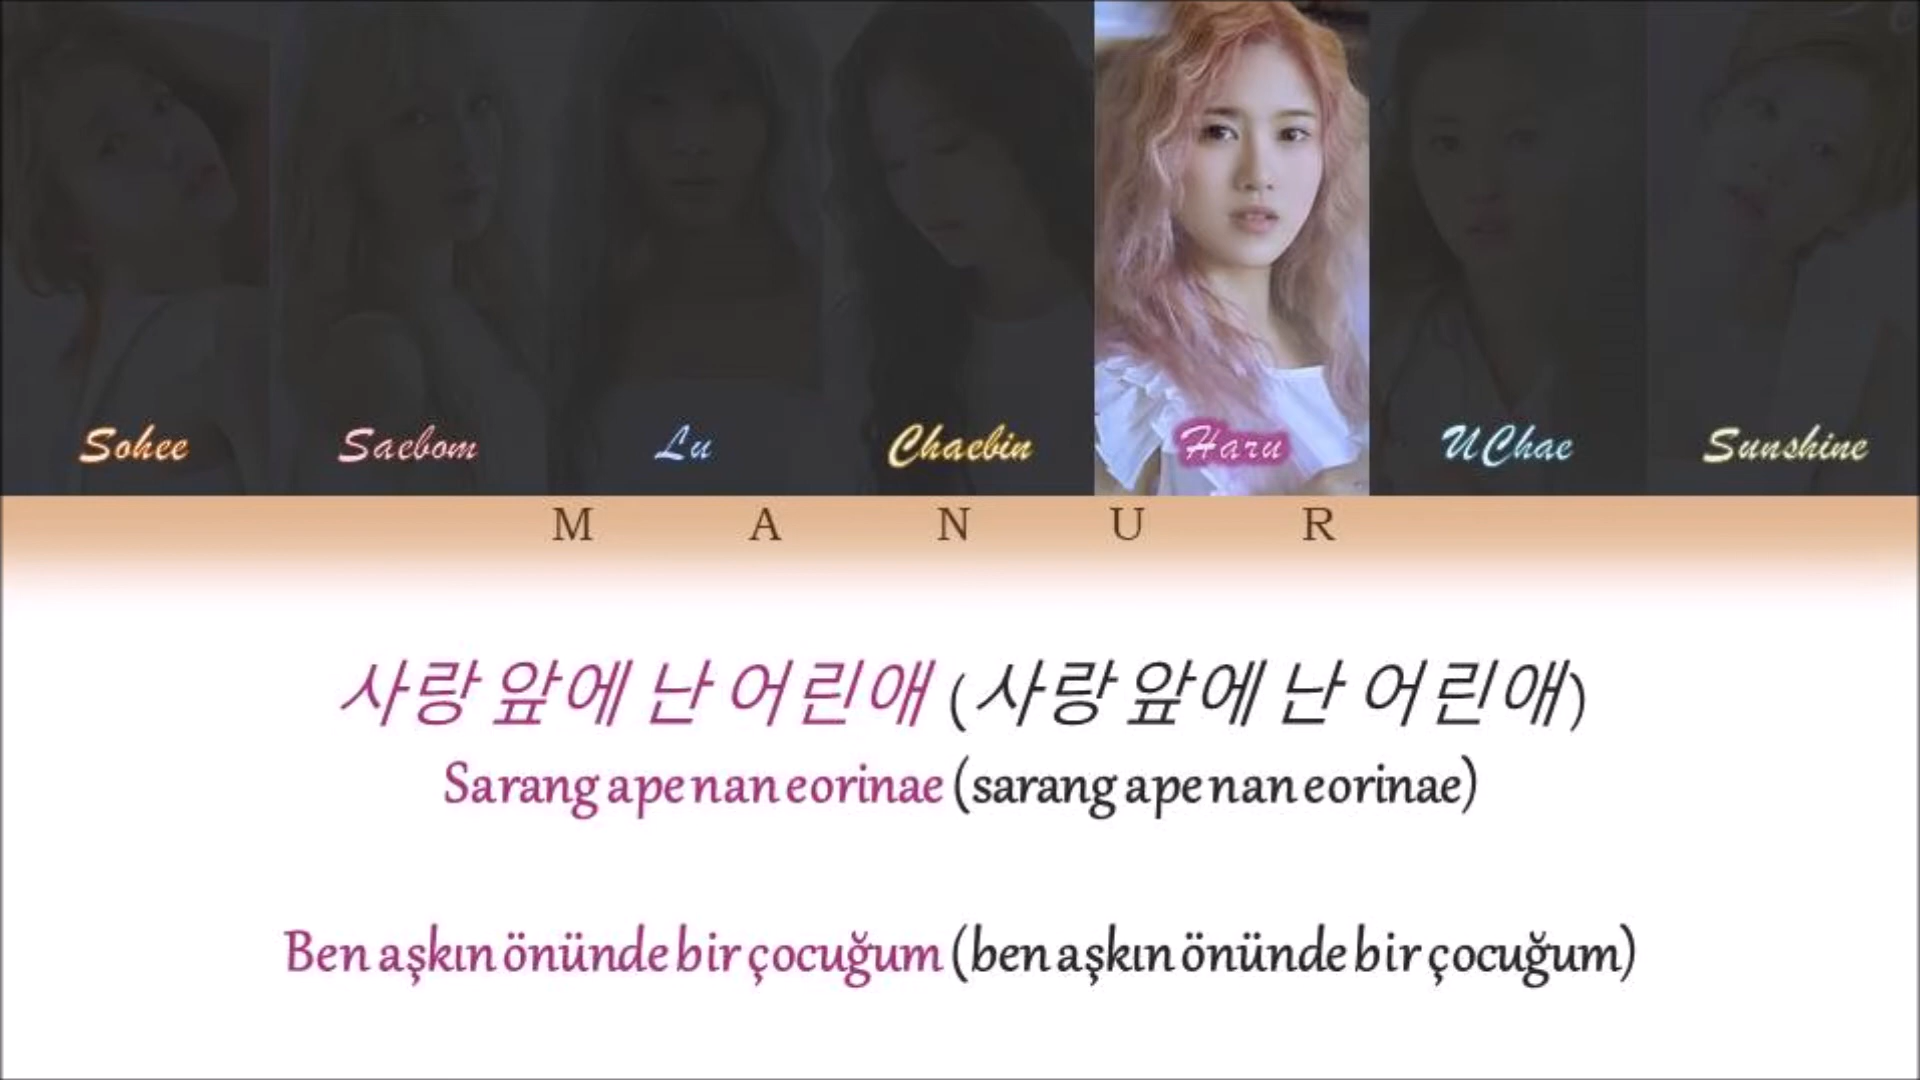 Sohee Saebom Lu Chaebin Haru UChae Sunshine
M A N U R
사랑 앞에 난 어린애 (사랑 앞에 난 어린애)
Sarang ape nan eorinae (sarang ape nan eorinae)
Ben aşkın önünde bir çocuğum (ben aşkın önünde bir çocuğum)